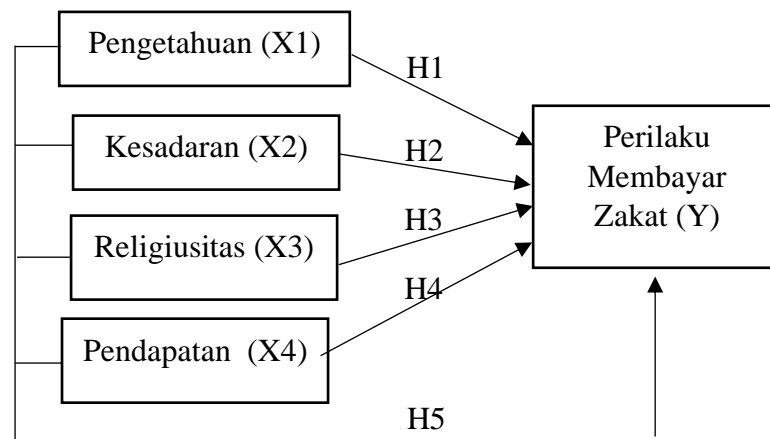 Pengetahuan (X1)
H1
Kesadaran (X2)
H2
Religiusitas (X3)
H3
Pendapatan (X4)
H4
Perilaku
Membayar
Zakat (Y)
H5